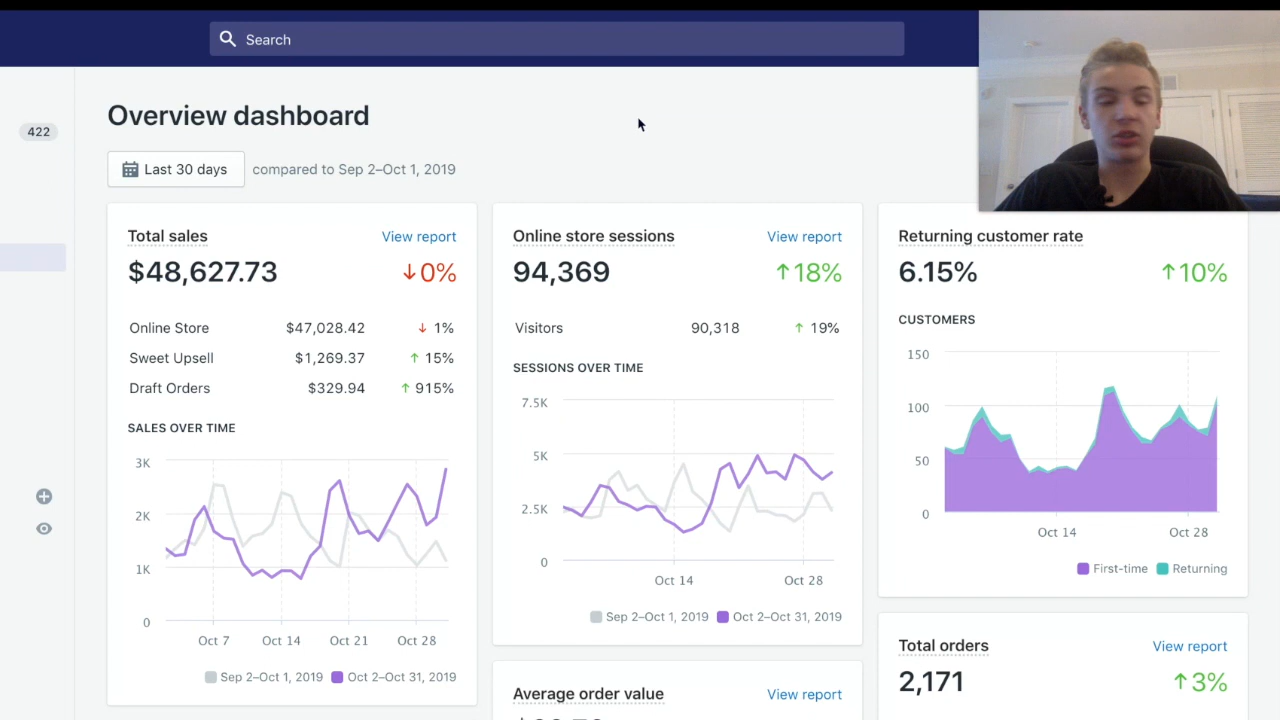 Search
422
Overview dashboard
Last 30 days compared to Sep 2–Oct 1, 2019
Total sales View report
$48,627.73 ↓0%
Online Store $47,028.42 ↓ 1%
Sweet Upsell $1,269.37 ↑ 15%
Draft Orders $329.94 ↑ 915%
SALES OVER TIME
3K
2K
1K
0
Oct 7 Oct 14 Oct 21 Oct 28
Sep 2–Oct 1, 2019 Oct 2–Oct 31, 2019
Online store sessions View report
94,369 ↑18%
Visitors 90,318 ↑ 19%
SESSIONS OVER TIME
7.5K
5K
2.5K
0
Oct 14 Oct 28
Sep 2–Oct 1, 2019 Oct 2–Oct 31, 2019
Average order value View report
Returning customer rate
6.15% ↑10%
CUSTOMERS
150
100
50
0
Oct 14 Oct 28
First-time Returning
Total orders View report
2,171 ↑3%